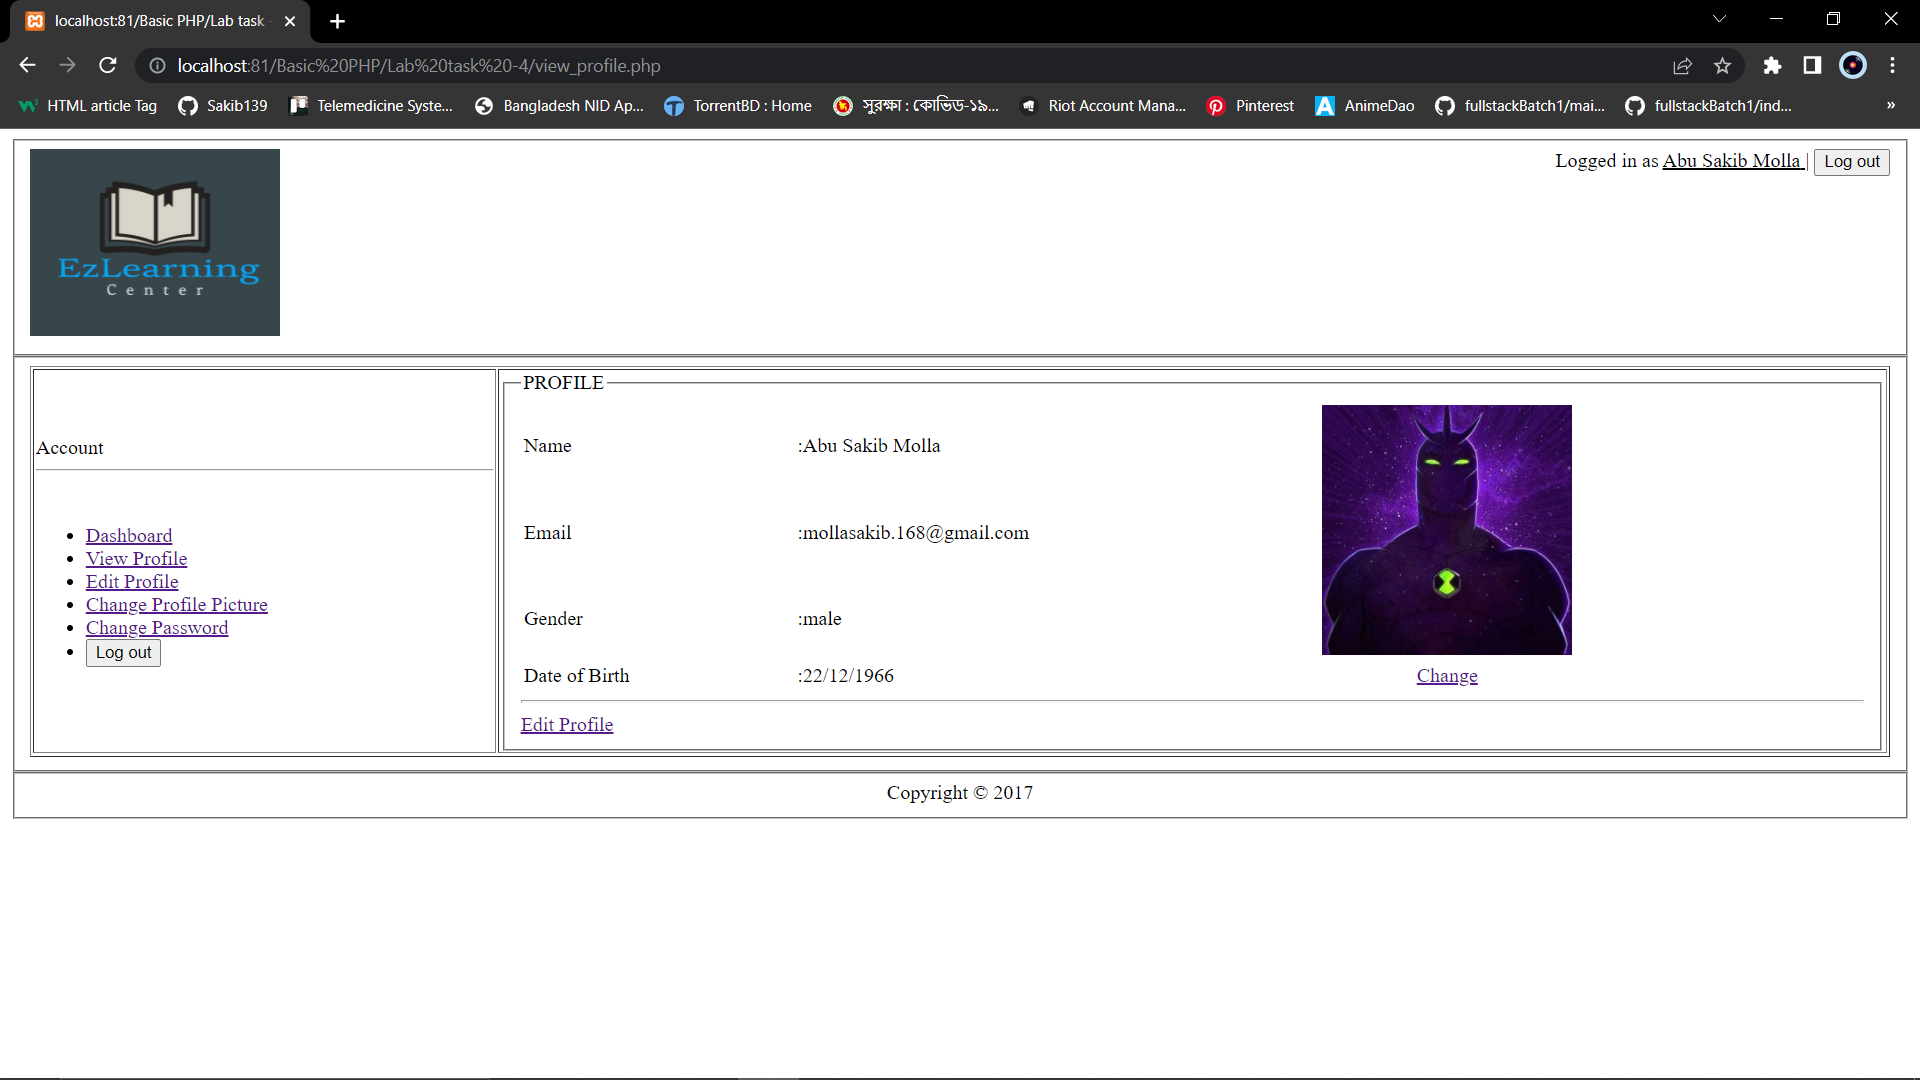 localhost:81/Basic PHP/Lab task -
localhost:81/Basic%20PHP/Lab%20task%20-4/view_profile.php
HTML article Tag
Sakib139
Telemedicine Syste...
Bangladesh NID Ap...
TorrentBD : Home
সুরক্ষা : কোভিড-১৯...
Riot Account Mana...
Pinterest
AnimeDao
fullstackBatch1/mai...
fullstackBatch1/ind...
»
EzLearning
Center
Logged in as Abu Sakib Molla | Log out
Account
Dashboard
View Profile
Edit Profile
Change Profile Picture
Change Password
Log out
PROFILE
Name :Abu Sakib Molla
Email :mollasakib.168@gmail.com
Gender :male
Date of Birth :22/12/1966
Change
Edit Profile
Copyright © 2017